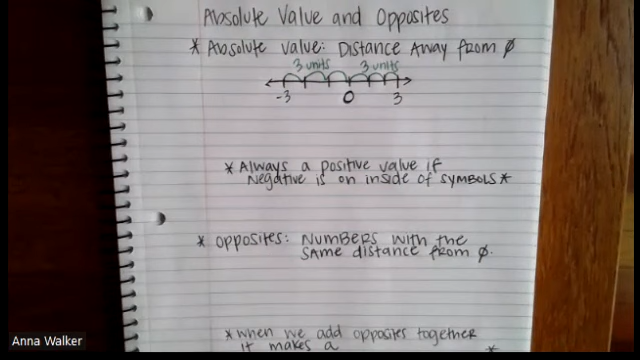 Absolute Value and Opposites
* Absolute value: Distance Away from 0
3 units 3 units
-3 0 3
* Always a positive value if
Negative is on inside of SYMBOLS *
* Opposites: Numbers with the
same distance from 0.
* when we add opposites together
it makes a *
Anna Walker